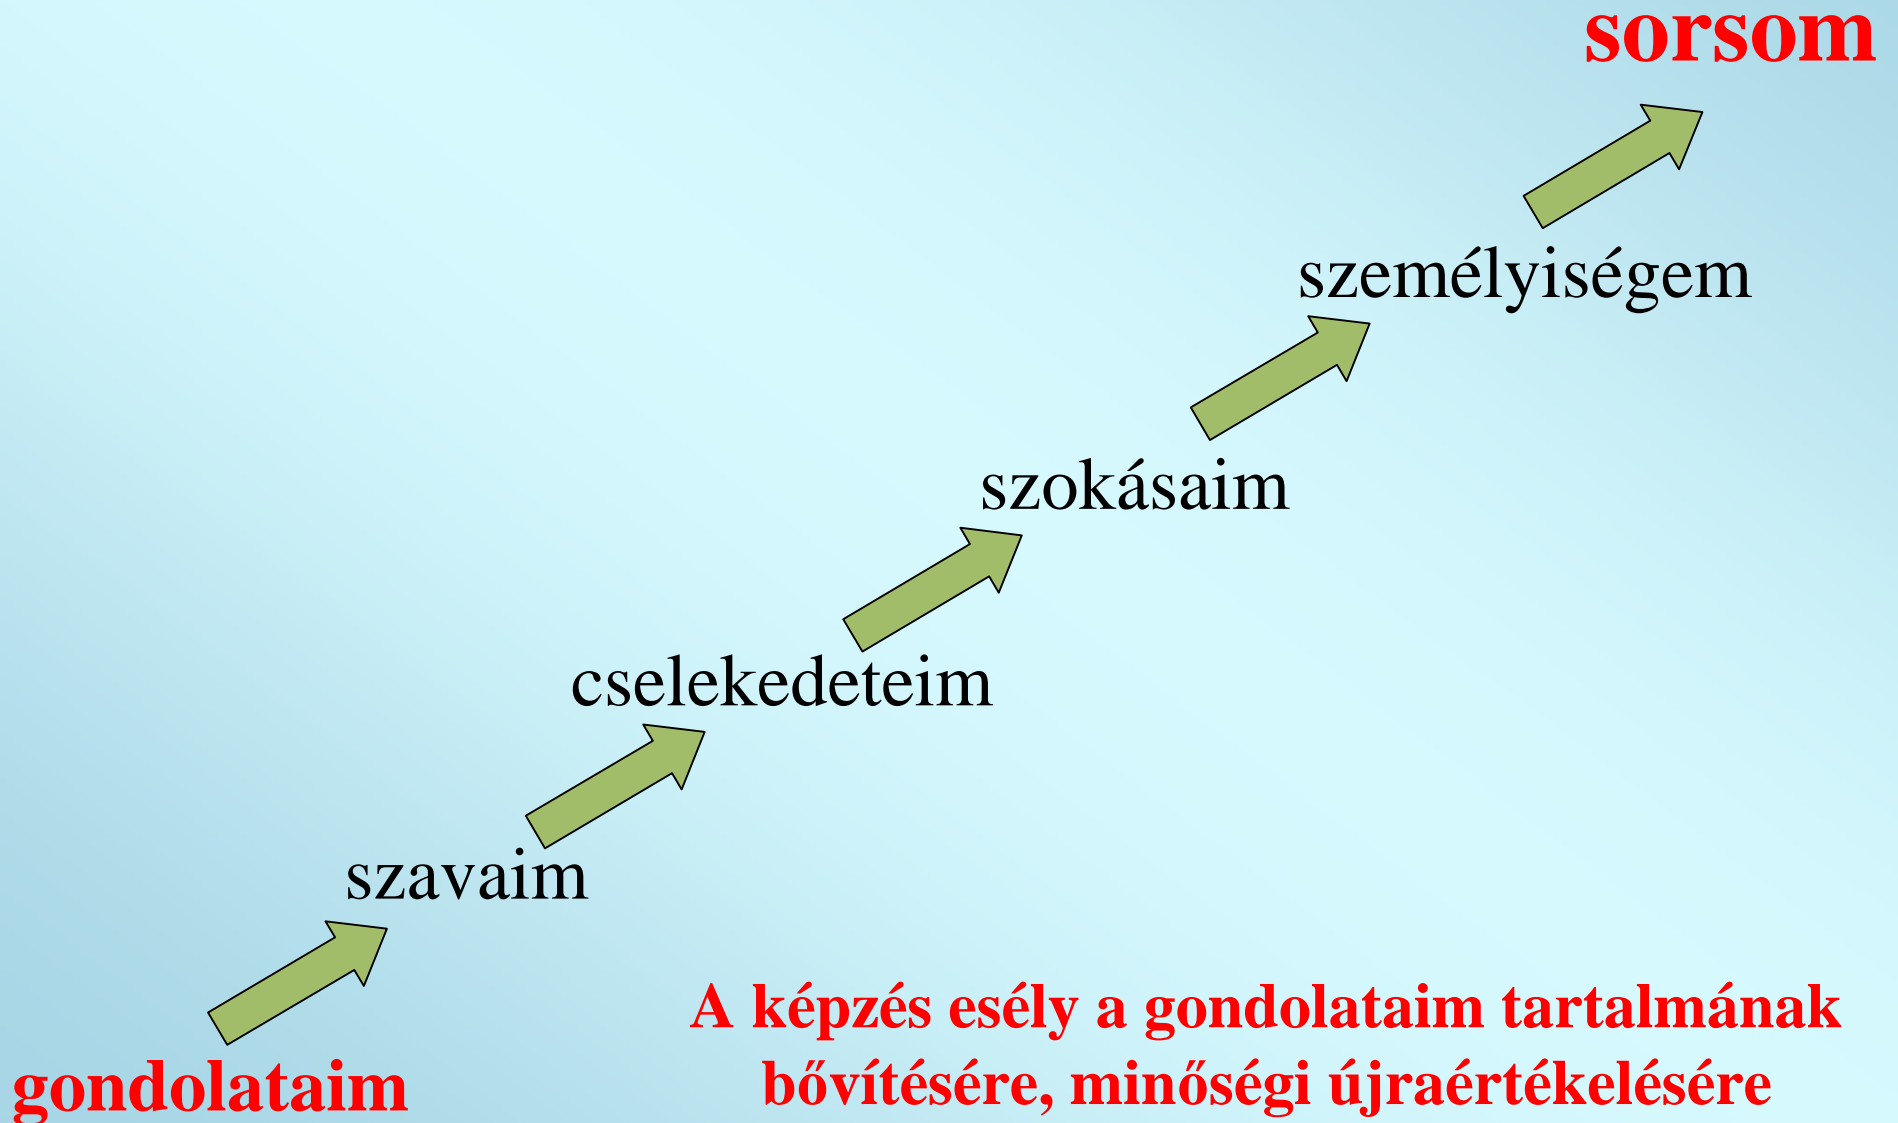 sorsom
személyiségem
szokásaim
cselekedeteim
szavaim
A képzés esély a gondolataim tartalmának
bővítésére, minőségi újraértékelésére
gondolataim